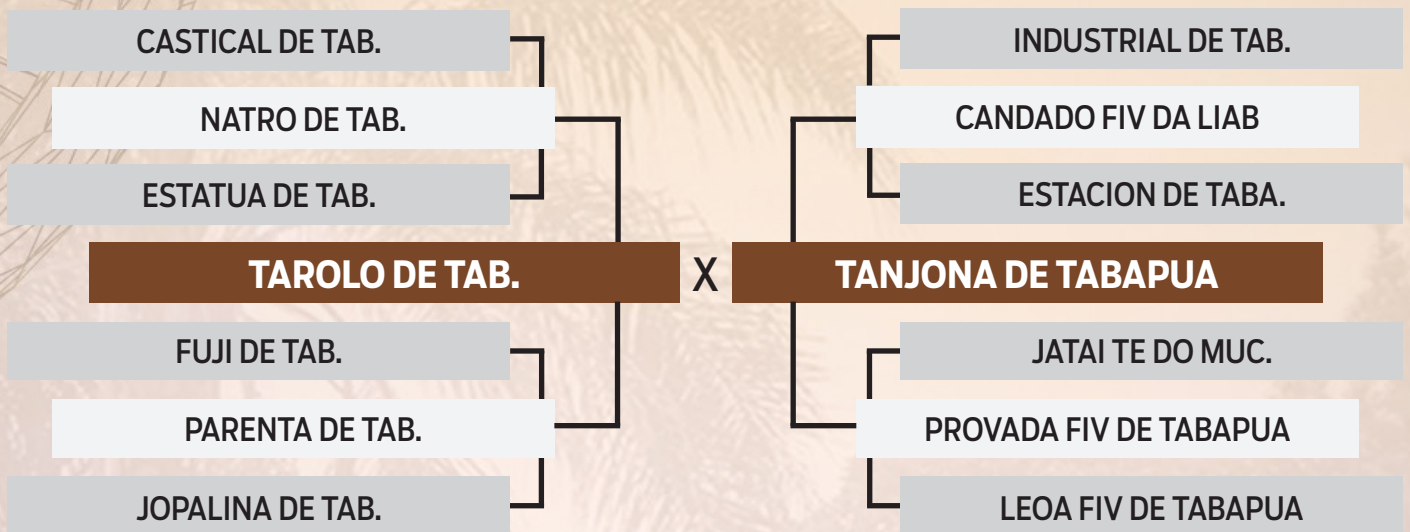 CASTICAL DE TAB.
NATRO DE TAB.
ESTATUA DE TAB.
TAROLO DE TAB.
FUJI DE TAB.
PARENTA DE TAB.
JOPALINA DE TAB.
X
INDUSTRIAL DE TAB.
CANDADO FIV DA LIAB
ESTACION DE TABA.
TANJONA DE TABAPUA
JATAI TE DO MUC.
PROVADA FIV DE TABAPUA
LEOA FIV DE TABAPUA